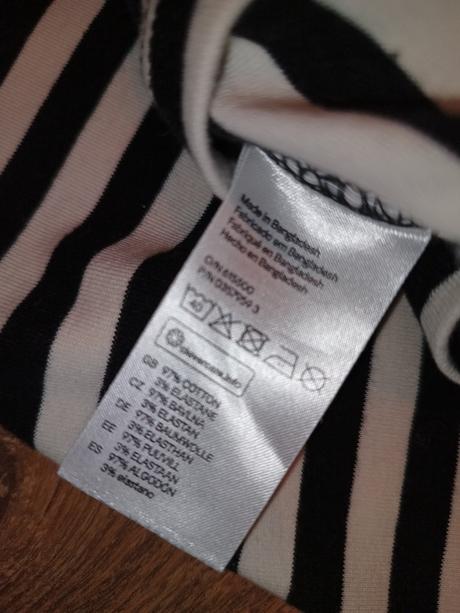 Made in Bangladesh
Fabricado em Bangladesh
Fabriqué en Bangladesh
Hecho en Bangladesh
O/N 615500
P/N 0357959 3
40
clevercare.info
GB 97% COTTON
3% ELASTANE
CZ 97% BAVLNA
3% ELASTAN
DE 97% BAUMWOLLE
3% ELASTHAN
EE 97% PUUVILL
3% ELASTAAN
ES 97% ALGODÓN
3% elastano